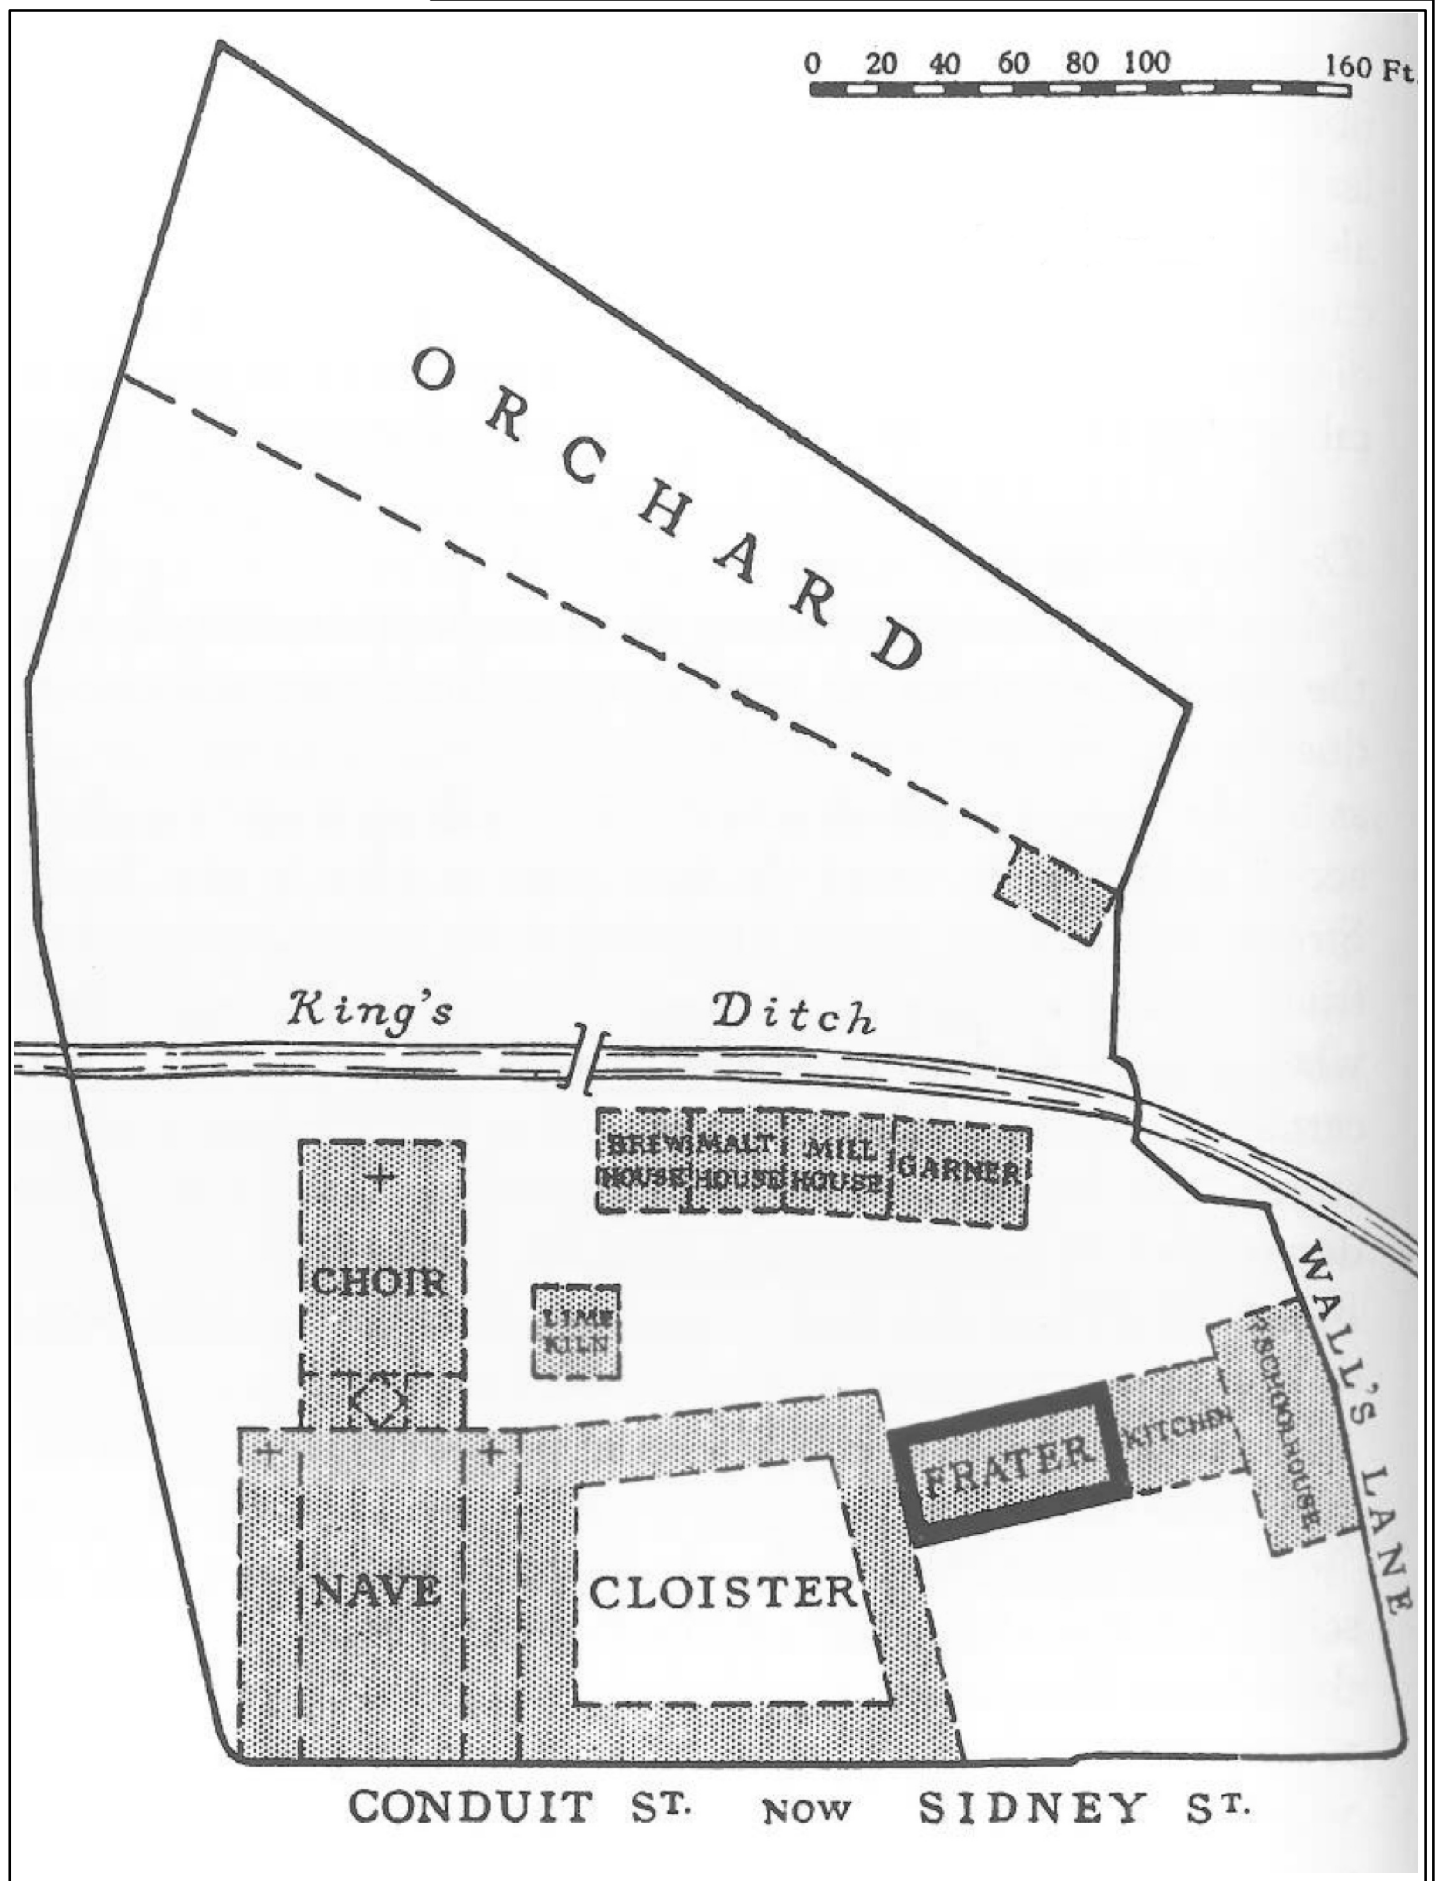 0 20 40 60 80 100 160 Ft.
ORCHARD
King's Ditch
BREW HOUSE
MALT HOUSE
MILL HOUSE
GARNER
CHOIR
LIME
KILN
WALL'S LANE
?SCHOOLHOUSE
KITCHEN
FRATER
NAVE
CLOISTER
CONDUIT ST. NOW SIDNEY ST.